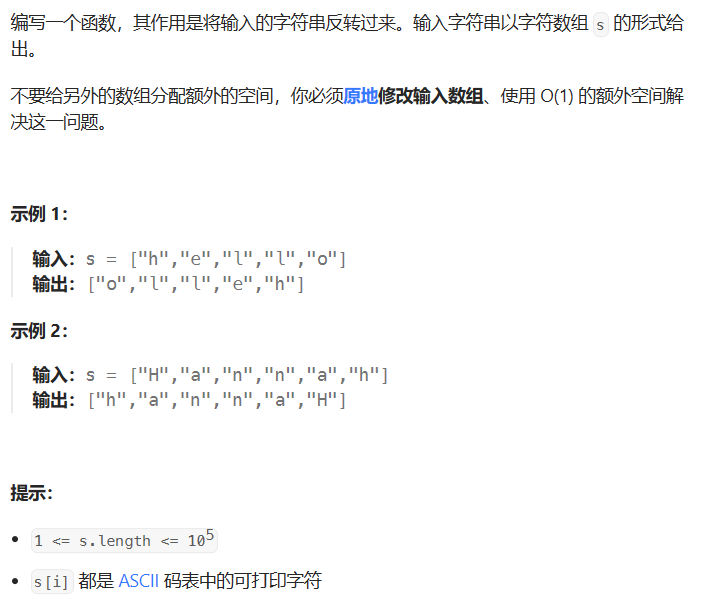 编写一个函数，其作用是将输入的字符串反转过来。输入字符串以字符数组 s 的形式给
出。
不要给另外的数组分配额外的空间，你必须原地修改输入数组、使用 O(1) 的额外空间解
决这一问题。
示例 1：
输入：s = ["h","e","l","l","o"]
输出：["o","l","l","e","h"]
示例 2：
输入：s = ["H","a","n","n","a","h"]
输出：["h","a","n","n","a","H"]
提示：
• 1 <= s.length <= 10⁵
• s[i] 都是 ASCII 码表中的可打印字符